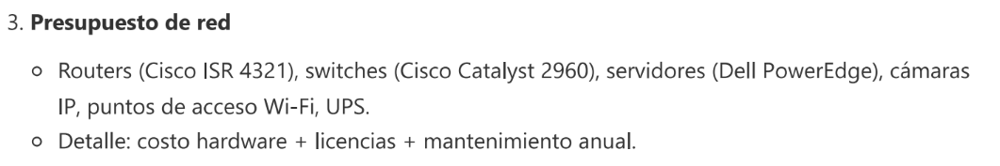 3. Presupuesto de red
○ Routers (Cisco ISR 4321), switches (Cisco Catalyst 2960), servidores (Dell PowerEdge), cámaras
IP, puntos de acceso Wi-Fi, UPS.
○ Detalle: costo hardware + licencias + mantenimiento anual.